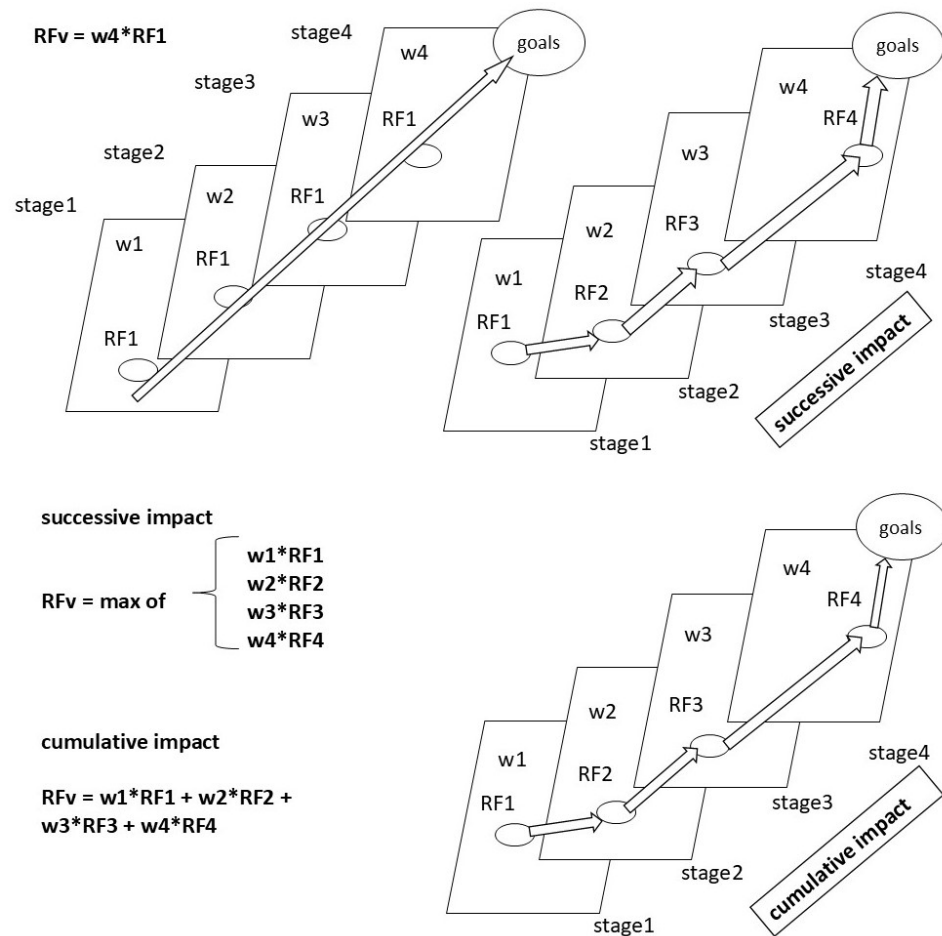 RFv = w4*RF1
stage4
w4
goals
stage3
w3
RF1
stage2
w2
RF1
stage1
w1
RF1
RF1
goals
w4
RF4
w3
RF3
w2
RF2
w1
RF1
stage4
stage3
stage2
stage1
successive impact
successive impact
RFv = max of
w1*RF1
w2*RF2
w3*RF3
w4*RF4
cumulative impact
RFv = w1*RF1 + w2*RF2 +
w3*RF3 + w4*RF4
goals
w4
RF4
w3
RF3
w2
RF2
w1
RF1
stage4
stage3
stage2
stage1
cumulative impact